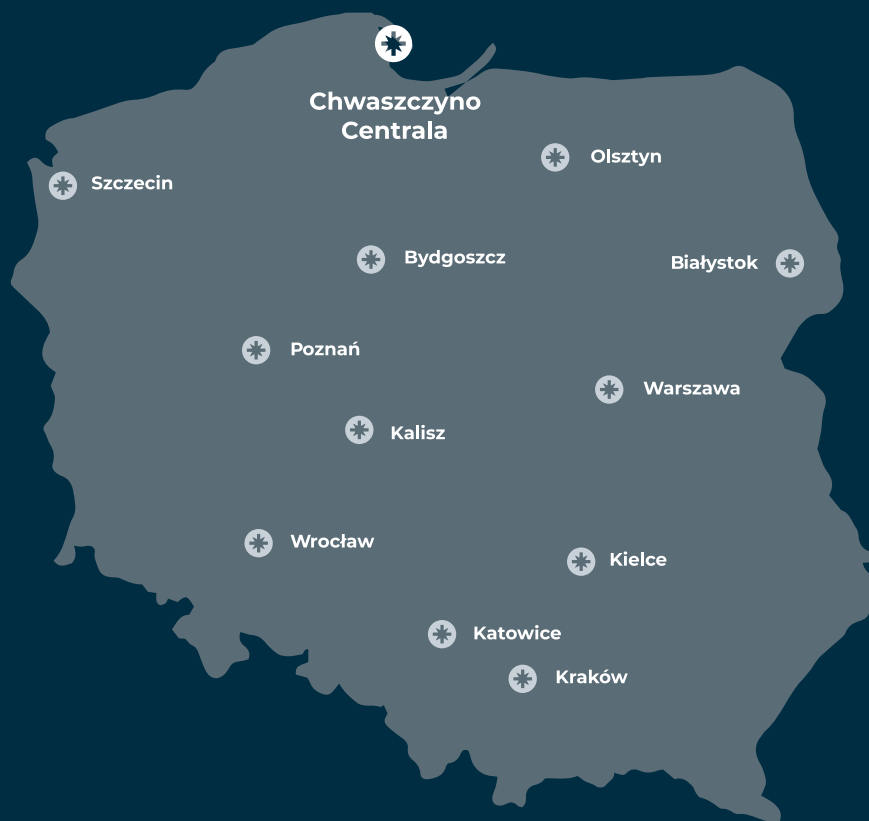 Chwaszczyno
Centrala
Olsztyn
Szczecin
Bydgoszcz
Białystok
Poznań
Warszawa
Kalisz
Wrocław
Kielce
Katowice
Kraków